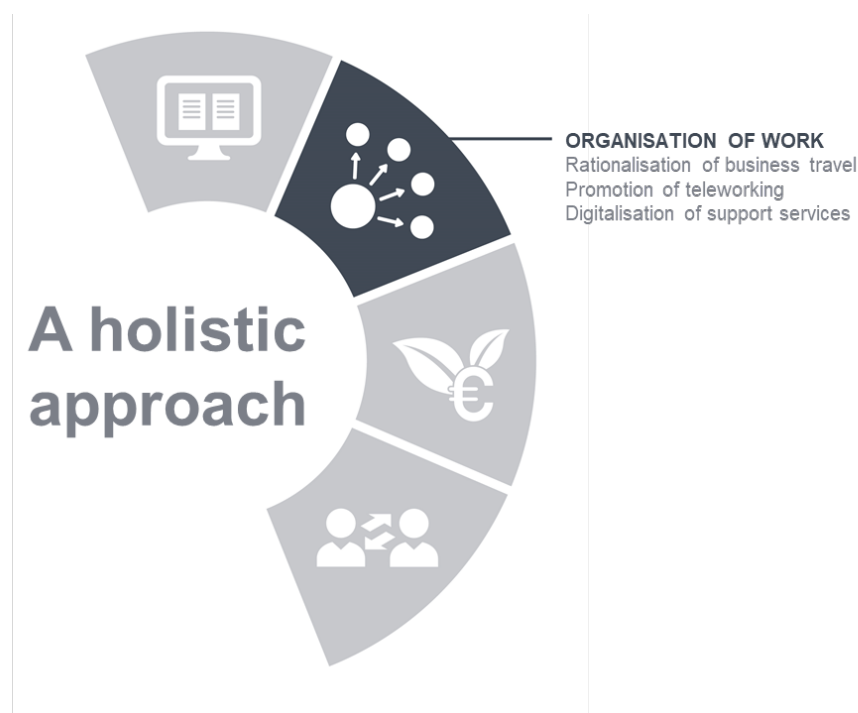 ORGANISATION OF WORK
Rationalisation of business travel
Promotion of teleworking
Digitalisation of support services
A holistic
approach
€